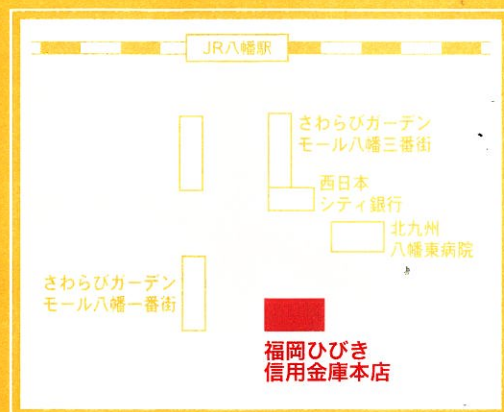 JR八幡駅
さわらびガーデン
モール八幡三番街
西日本
シティ銀行
北九州
八幡東病院
さわらびガーデン
モール八幡一番街
福岡ひびき
信用金庫本店